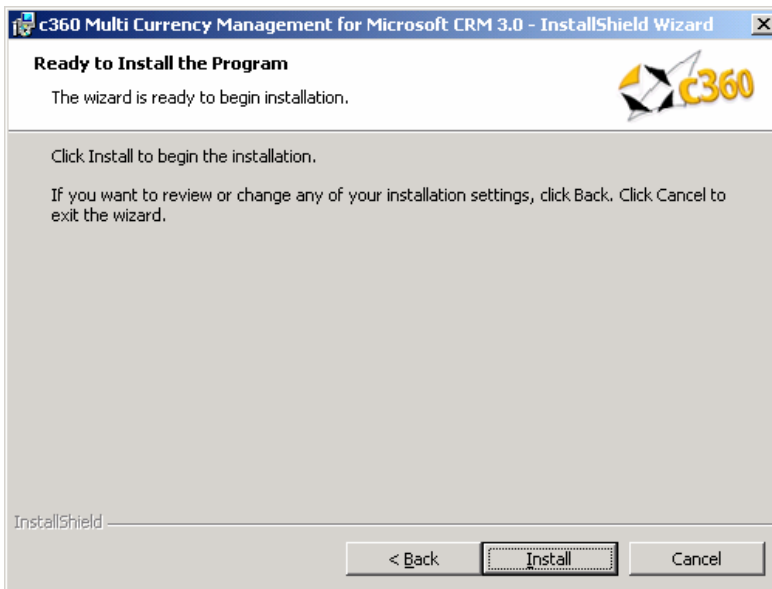 c360 Multi Currency Management for Microsoft CRM 3.0 - InstallShield Wizard
Ready to Install the Program
The wizard is ready to begin installation.
c360
Click Install to begin the installation.
If you want to review or change any of your installation settings, click Back. Click Cancel to
exit the wizard.
InstallShield
< Back Install Cancel